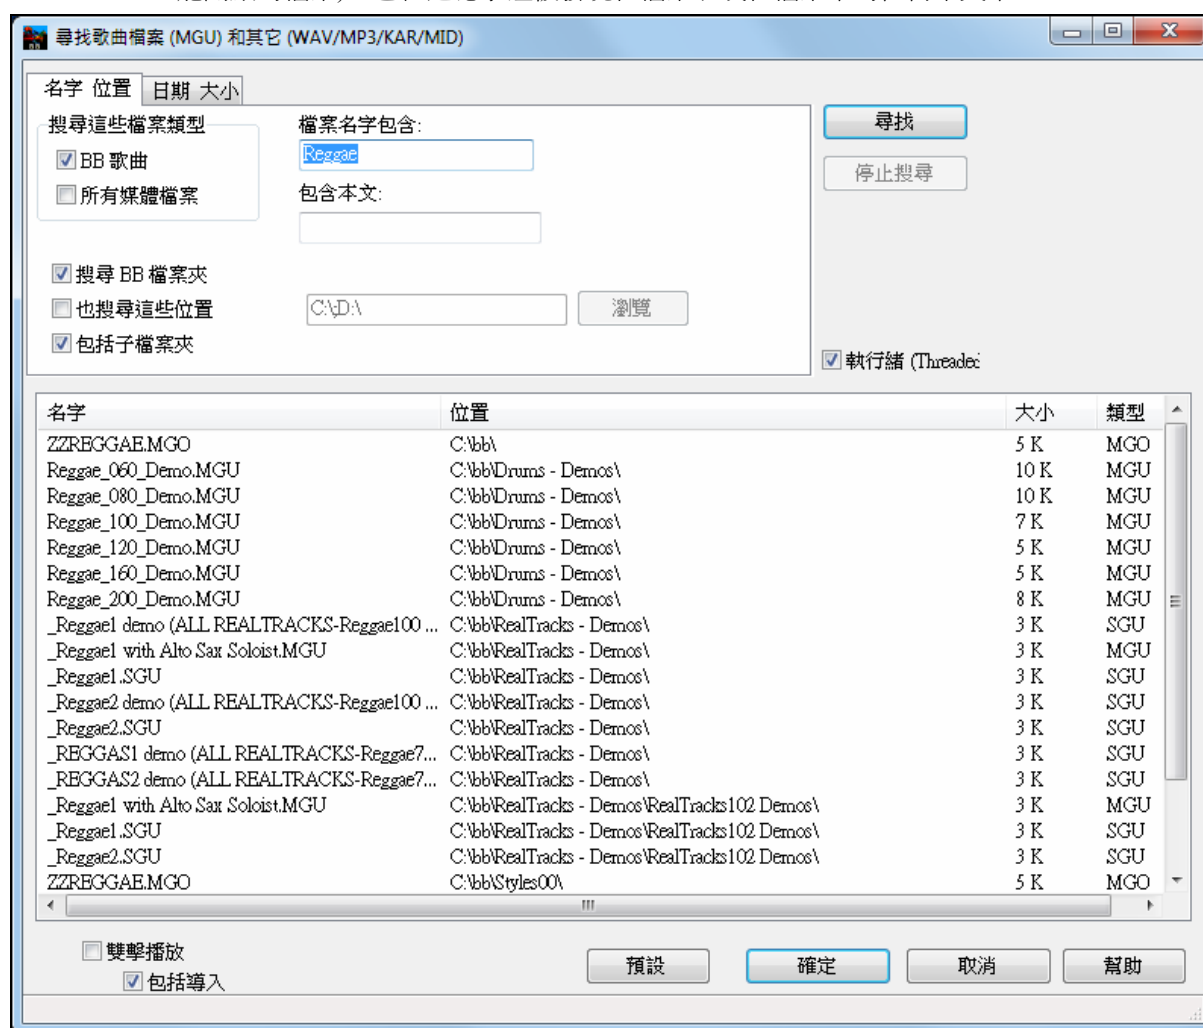 尋找歌曲檔案 (MGU) 和其它 (WAV/MP3/KAR/MID)
名字 位置 日期 大小
搜尋這些檔案類型
BB 歌曲
所有媒體檔案
檔案名字包含:
Reggae
包含本文:
尋找
停止搜尋
搜尋 BB 檔案夾
也搜尋這些位置 C:\;D:\ 瀏覽
包括子檔案夾
執行緒 (Threaded
名字 位置 大小 類型
ZZREGGAE.MGO C:\bb\ 5 K MGO
Reggae_060_Demo.MGU C:\bb\Drums - Demos\ 10 K MGU
Reggae_080_Demo.MGU C:\bb\Drums - Demos\ 10 K MGU
Reggae_100_Demo.MGU C:\bb\Drums - Demos\ 7 K MGU
Reggae_120_Demo.MGU C:\bb\Drums - Demos\ 5 K MGU
Reggae_160_Demo.MGU C:\bb\Drums - Demos\ 5 K MGU
Reggae_200_Demo.MGU C:\bb\Drums - Demos\ 8 K MGU
_Reggae1 demo (ALL REALTRACKS-Reggae100 ... C:\bb\RealTracks - Demos\ 3 K SGU
_Reggae1 with Alto Sax Soloist.MGU C:\bb\RealTracks - Demos\ 3 K MGU
_Reggae1.SGU C:\bb\RealTracks - Demos\ 3 K SGU
_Reggae2 demo (ALL REALTRACKS-Reggae100 ... C:\bb\RealTracks - Demos\ 3 K SGU
_Reggae2.SGU C:\bb\RealTracks - Demos\ 3 K SGU
_REGGAS1 demo (ALL REALTRACKS-Reggae7... C:\bb\RealTracks - Demos\ 3 K SGU
_REGGAS2 demo (ALL REALTRACKS-Reggae7... C:\bb\RealTracks - Demos\ 3 K SGU
_Reggae1 with Alto Sax Soloist.MGU C:\bb\RealTracks - Demos\RealTracks102 Demos\ 3 K MGU
_Reggae1.SGU C:\bb\RealTracks - Demos\RealTracks102 Demos\ 3 K SGU
_Reggae2.SGU C:\bb\RealTracks - Demos\RealTracks102 Demos\ 3 K SGU
ZZREGGAE.MGO C:\bb\Styles00\ 5 K MGO
雙擊播放
包括導入
預設 確定 取消 幫助